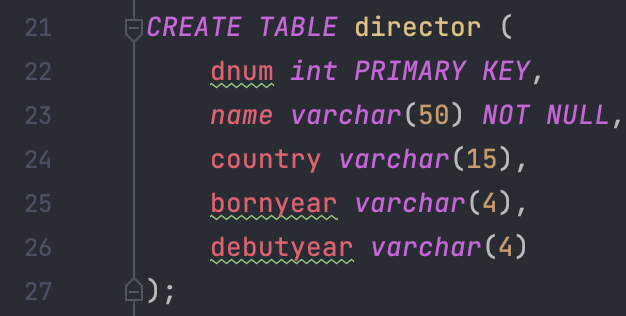 21 CREATE TABLE director (
22 dnum int PRIMARY KEY,
23 name varchar(50) NOT NULL,
24 country varchar(15),
25 bornyear varchar(4),
26 debutyear varchar(4)
27 );